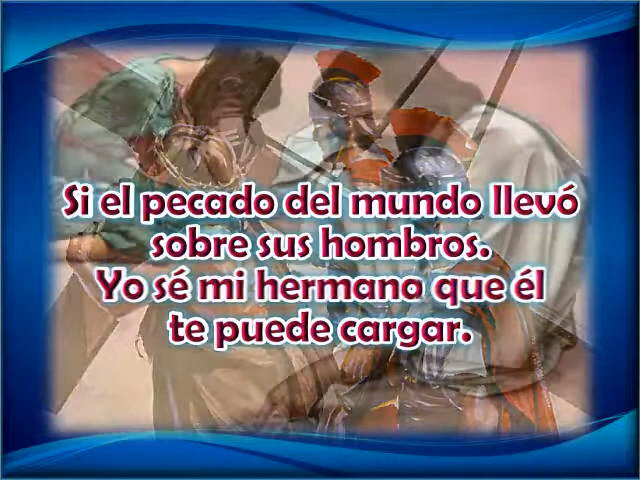 Si el pecado del mundo llevó
sobre sus hombros.
Yo sé mi hermano que él
te puede cargar.